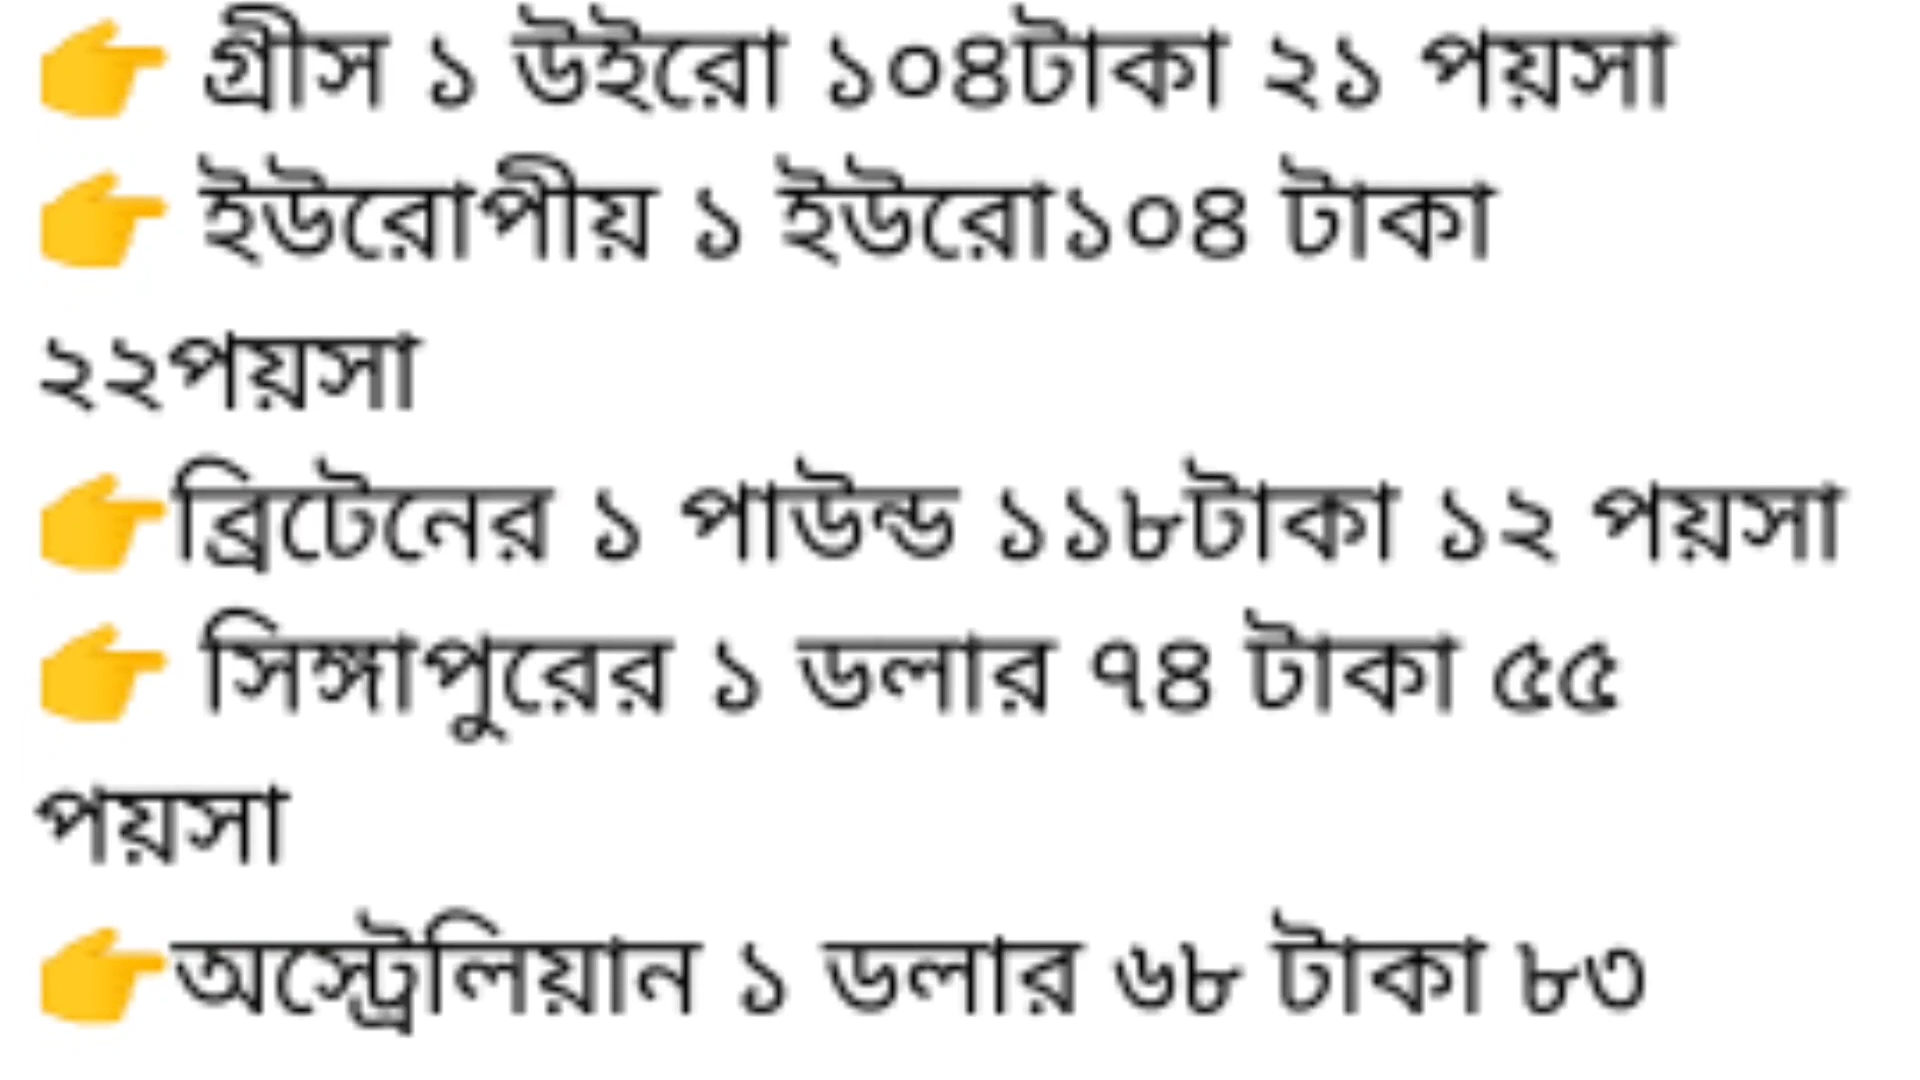 👉 গ্রীস ১ উইরো ১০৪টাকা ২১ পয়সা
👉 ইউরোপীয় ১ ইউরো১০৪ টাকা
২২পয়সা
👉ব্রিটেনের ১ পাউন্ড ১১৮টাকা ১২ পয়সা
👉 সিঙ্গাপুরের ১ ডলার ৭৪ টাকা ৫৫
পয়সা
👉অস্ট্রেলিয়ান ১ ডলার ৬৮ টাকা ৮৩